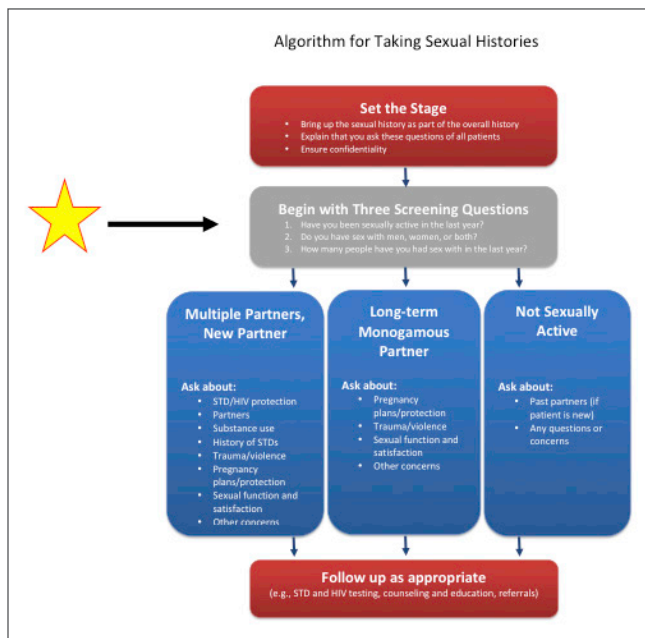 Algorithm for Taking Sexual Histories
Set the Stage
• Bring up the sexual history as part of the overall history
• Explain that you ask these questions of all patients
• Ensure confidentiality
Begin with Three Screening Questions
1. Have you been sexually active in the last year?
2. Do you have sex with men, women, or both?
3. How many people have you had sex with in the last year?
Multiple Partners,
New Partner
Ask about:
• STD/HIV protection
• Partners
• Substance use
• History of STDs
• Trauma/violence
• Pregnancy
plans/protection
• Sexual function and
satisfaction
• Other concerns
Long-term
Monogamous
Partner
Ask about:
• Pregnancy
plans/protection
• Trauma/violence
• Sexual function and
satisfaction
• Other concerns
Not Sexually
Active
Ask about:
• Past partners (if
patient is new)
• Any questions or
concerns
Follow up as appropriate
(e.g., STD and HIV testing, counseling and education, referrals)